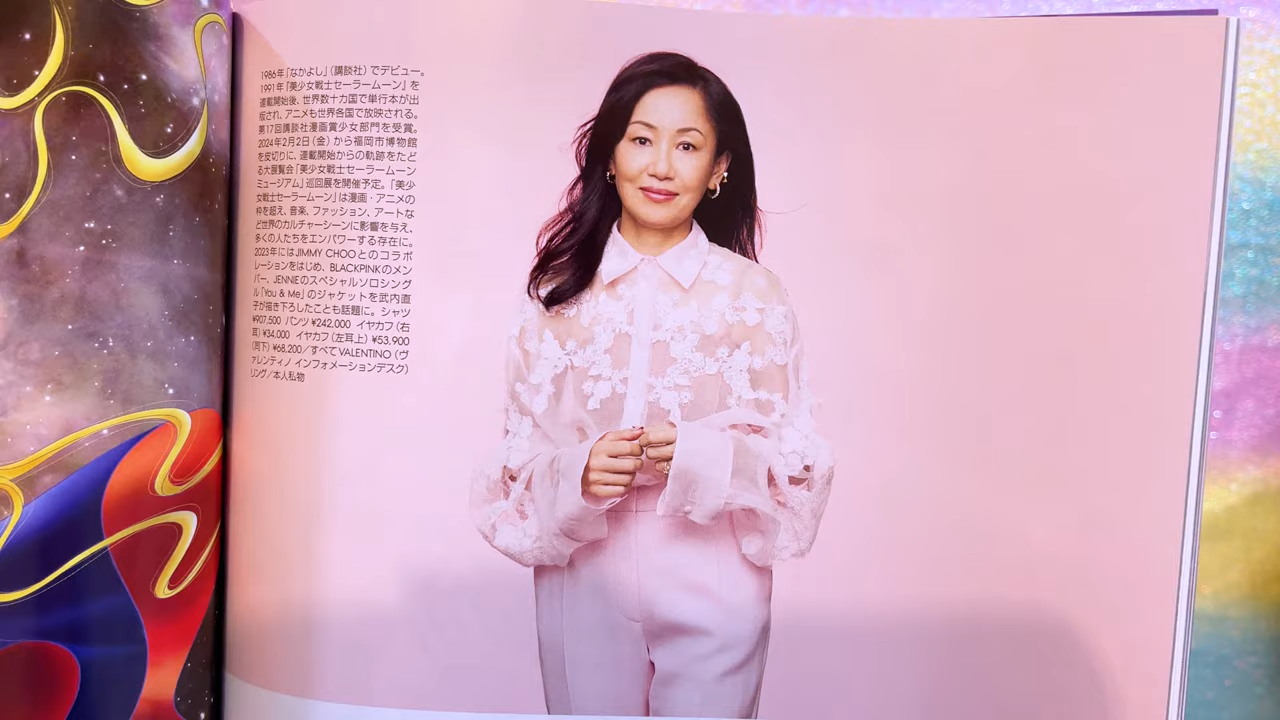 1986年「なかよし」（講談社）でデビュー。
1991年『美少女戦士セーラームーン』を
連載開始後、世界数十カ国で単行本が出
版され、アニメも世界各国で放映される。
第17回講談社漫画賞少女部門を受賞。
2024年2月2日（金）から福岡市博物館
を皮切りに、連載開始からの軌跡をたど
る大展覧会「美少女戦士セーラームーン
ミュージアム」巡回展を開催予定。『美少
女戦士セーラームーン』は漫画・アニメの
枠を超え、音楽、ファッション、アートな
ど世界のカルチャーシーンに影響を与え、
多くの人たちをエンパワーする存在に。
2023年にはJIMMY CHOOとのコラボ
レーションをはじめ、BLACKPINKのメン
バー、JENNIEのスペシャルソロシング
ル「You & Me」のジャケットを武内直
子が描き下ろしたことも話題に。シャツ
¥907,500 パンツ ¥242,000 イヤカフ（右
耳）¥34,000 イヤカフ（左耳上）¥53,900
（同下）¥68,200／すべてVALENTINO（ヴ
ァレンティノ インフォメーションデスク）
リング／本人私物